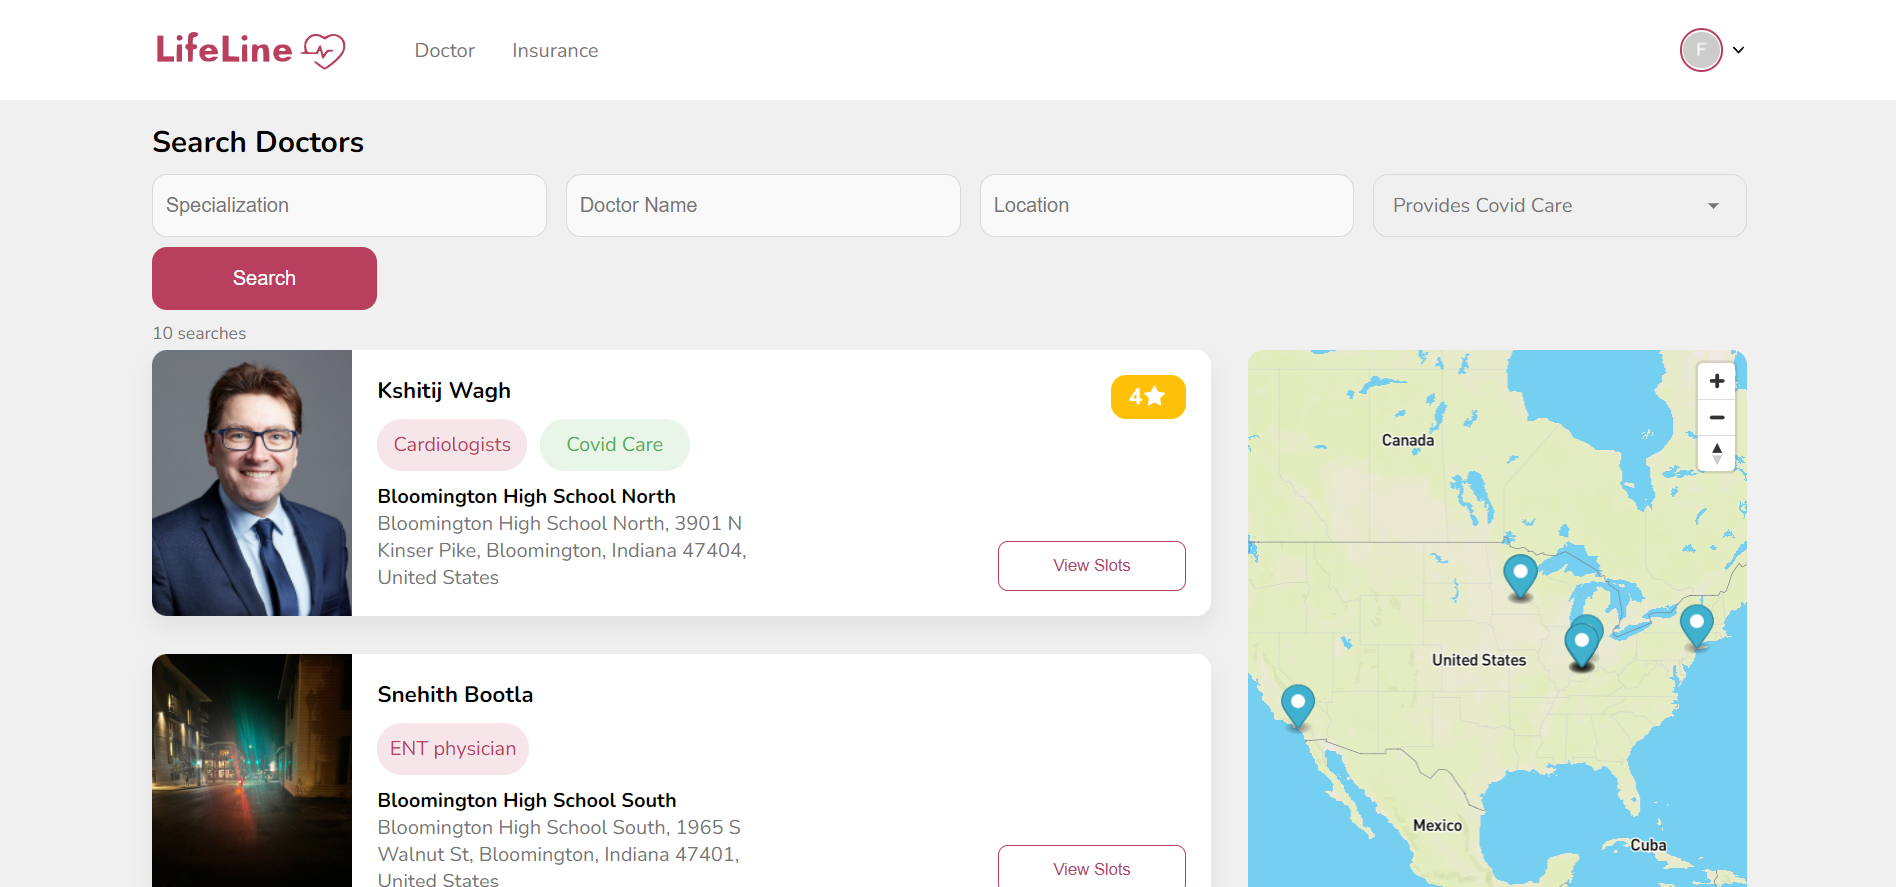 LifeLine
Doctor
Insurance
F
Search Doctors
Specialization
Doctor Name
Location
Provides Covid Care
Search
10 searches
Kshitij Wagh
4
Cardiologists
Covid Care
Bloomington High School North
Bloomington High School North, 3901 N
Kinser Pike, Bloomington, Indiana 47404,
United States
View Slots
Snehith Bootla
ENT physician
Bloomington High School South
Bloomington High School South, 1965 S
Walnut St, Bloomington, Indiana 47401,
United States
View Slots
Canada
United States
Mexico
Cuba